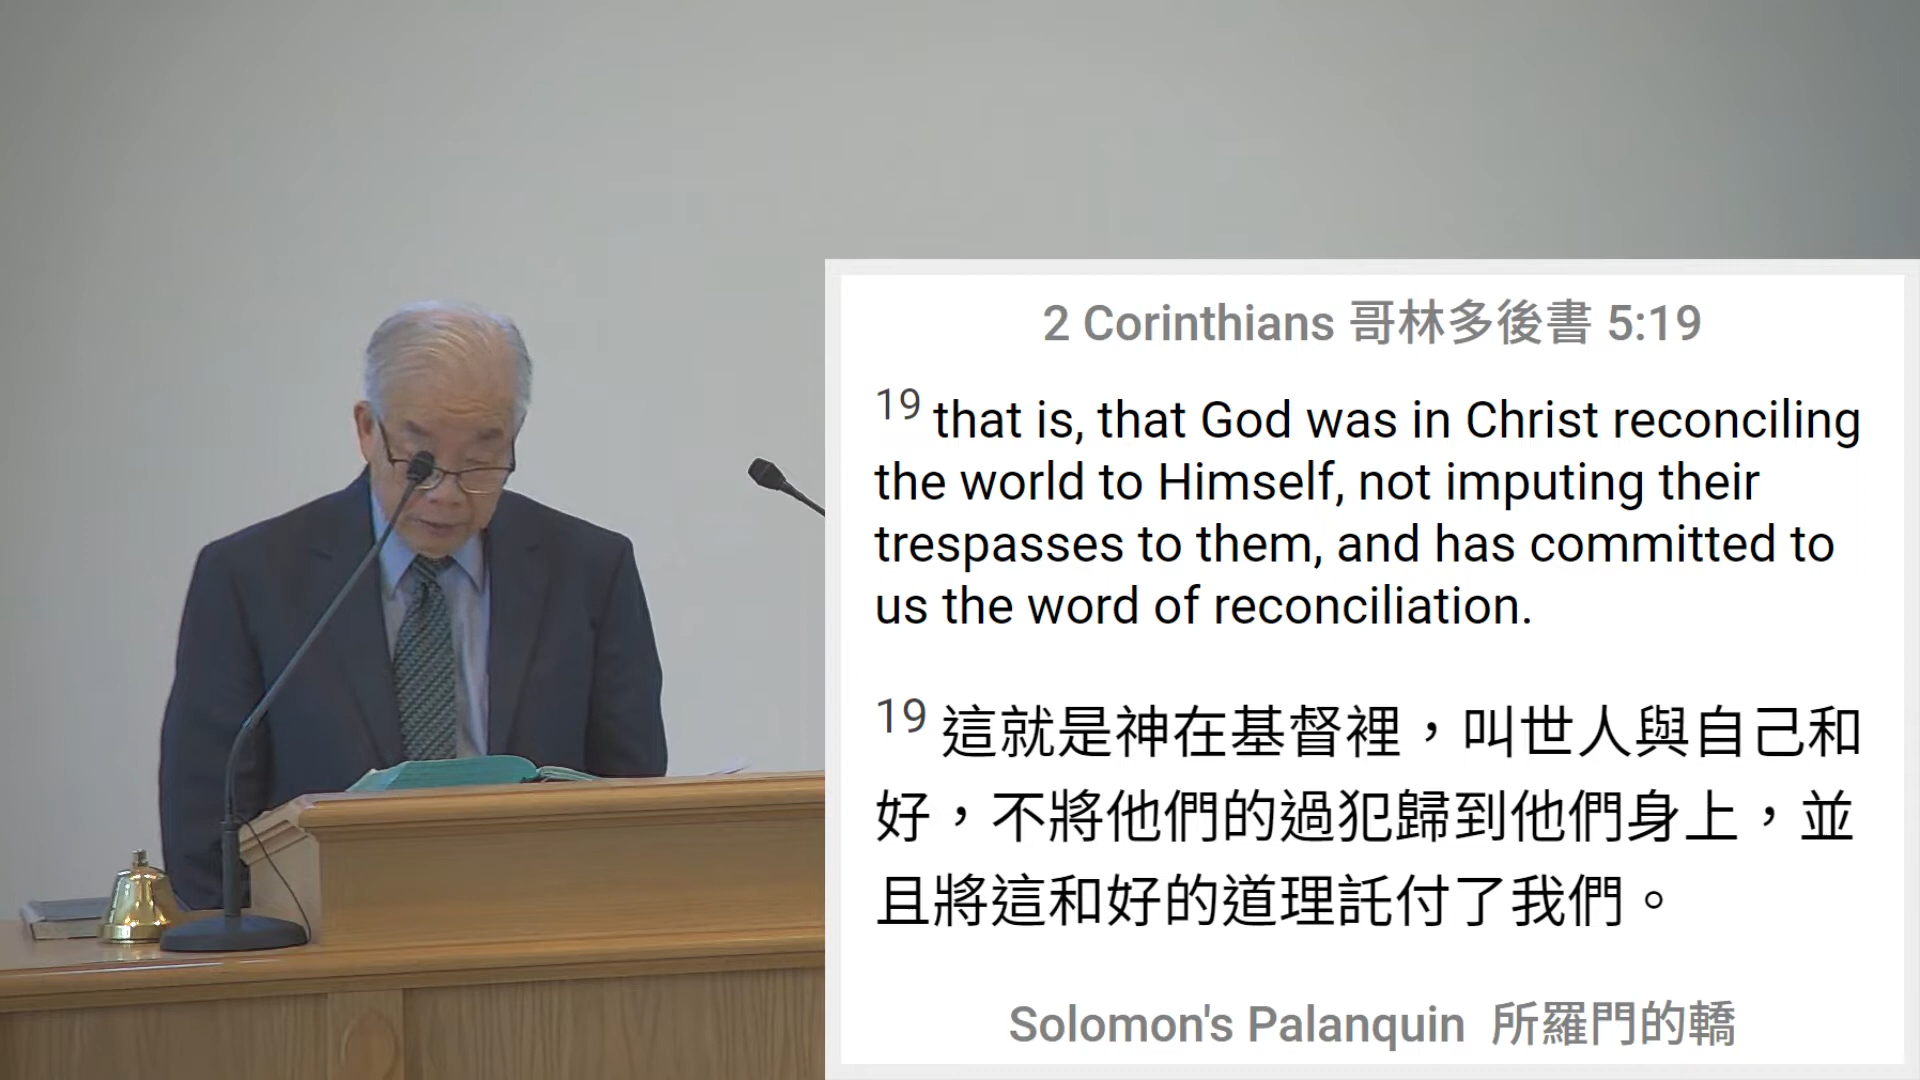 2 Corinthians 哥林多後書 5:19
19 that is, that God was in Christ reconciling
the world to Himself, not imputing their
trespasses to them, and has committed to
us the word of reconciliation.
19 這就是神在基督裡，叫世人與自己和
好，不將他們的過犯歸到他們身上，並
且將這和好的道理託付了我們。
Solomon's Palanquin 所羅門的轎